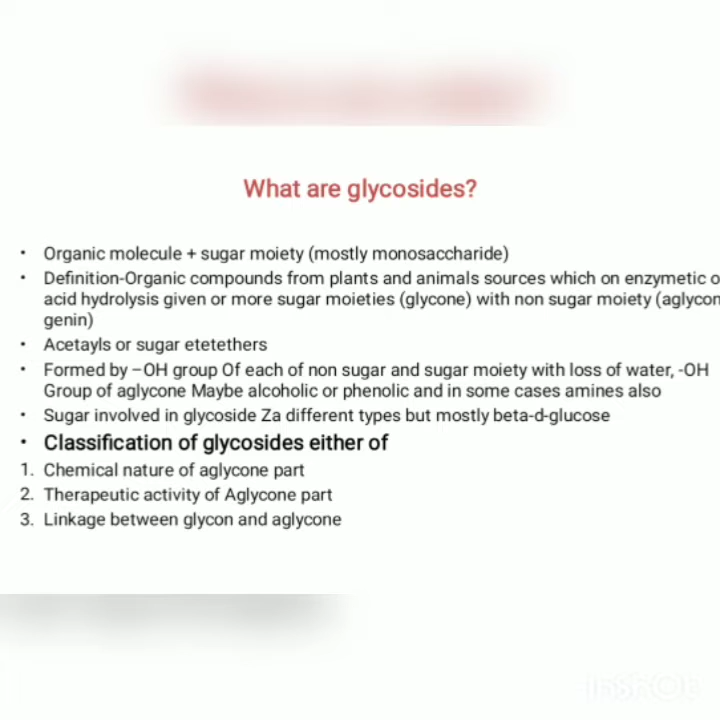 What are glycosides?
• Organic molecule + sugar moiety (mostly monosaccharide)
• Definition-Organic compounds from plants and animals sources which on enzymetic o
acid hydrolysis given or more sugar moieties (glycone) with non sugar moiety (aglycon
genin)
• Acetayls or sugar etetethers
• Formed by –OH group Of each of non sugar and sugar moiety with loss of water, -OH
Group of aglycone Maybe alcoholic or phenolic and in some cases amines also
• Sugar involved in glycoside Za different types but mostly beta-d-glucose
• Classification of glycosides either of
1. Chemical nature of aglycone part
2. Therapeutic activity of Aglycone part
3. Linkage between glycon and aglycone